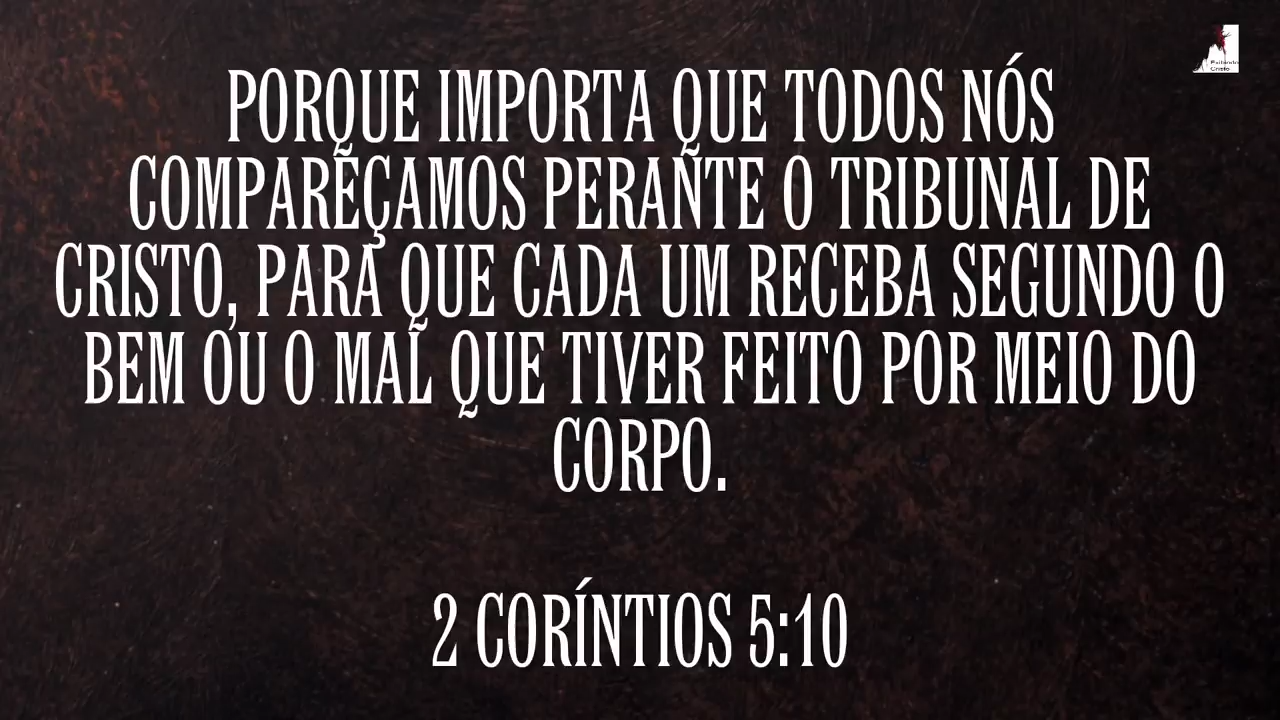 PORQUE IMPORTA QUE TODOS NÓS
COMPAREÇAMOS PERANTE O TRIBUNAL DE
CRISTO, PARA QUE CADA UM RECEBA SEGUNDO O
BEM OU O MAL QUE TIVER FEITO POR MEIO DO
CORPO.
2 CORÍNTIOS 5:10
Cristo